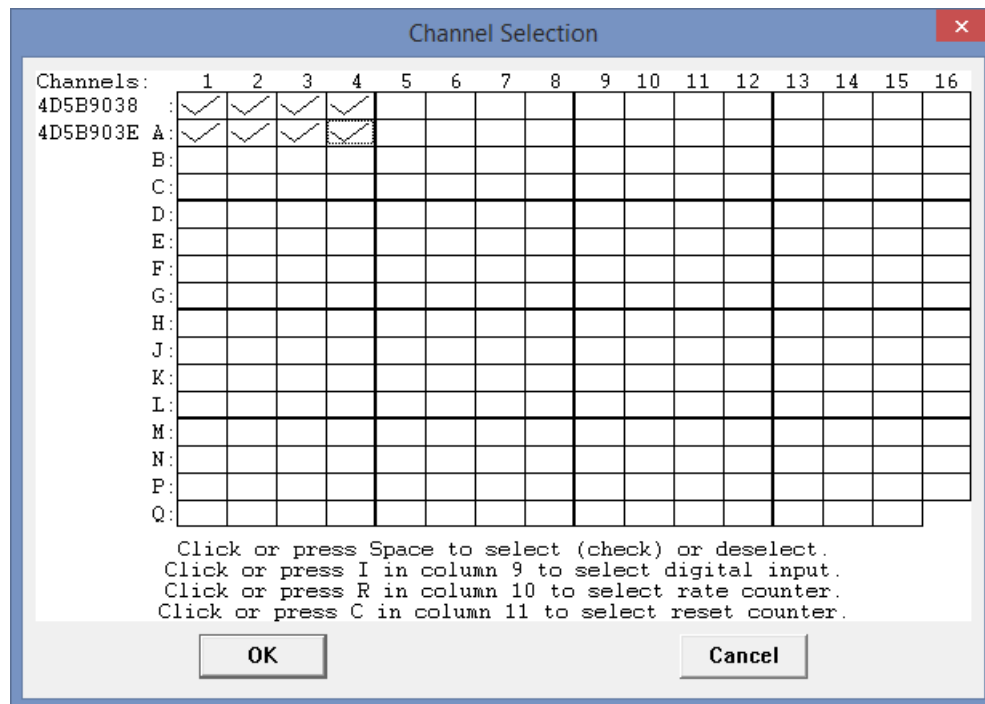 Channel Selection
Channels: 1 2 3 4 5 6 7 8 9 10 11 12 13 14 15 16
4D5B9038 :
4D5B903E A:
B:
C:
D:
E:
F:
G:
H:
J:
K:
L:
M:
N:
P:
Q:
Click or press Space to select (check) or deselect.
Click or press I in column 9 to select digital input.
Click or press R in column 10 to select rate counter.
Click or press C in column 11 to select reset counter.
OK Cancel